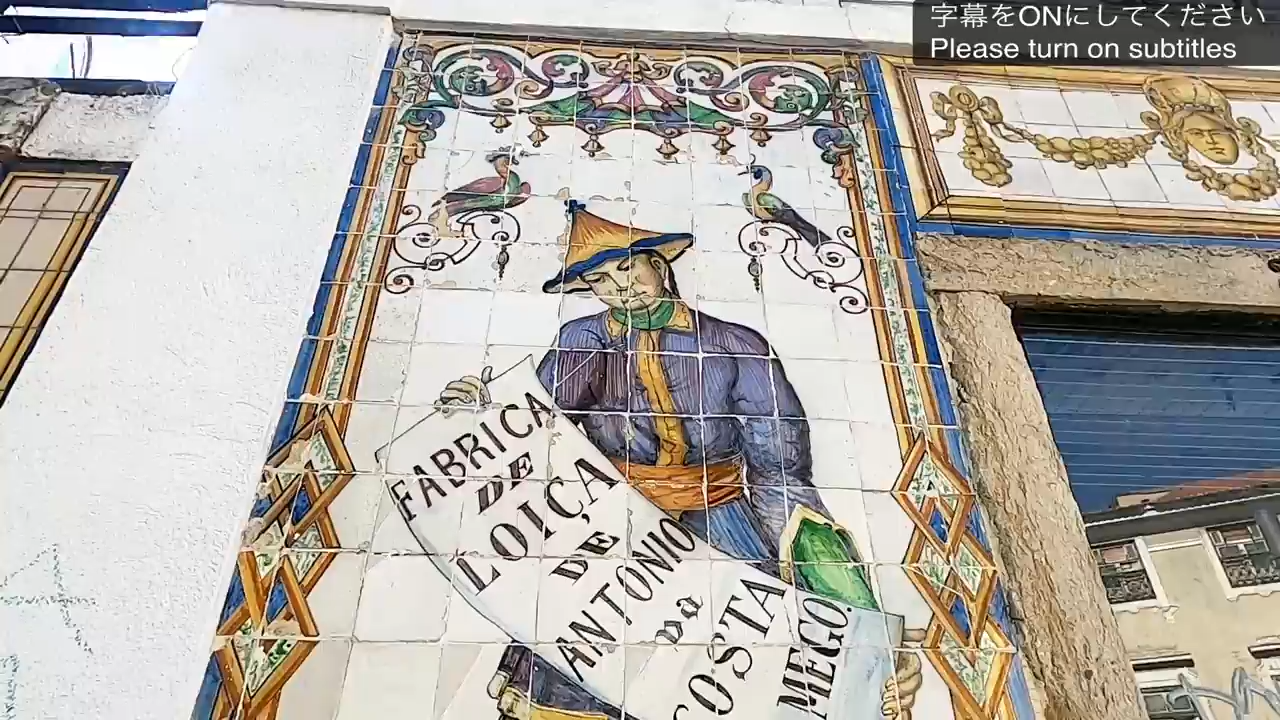 字幕をONにしてください
Please turn on subtitles
FABRICA
DE
LOIÇA
DE
ANTONIO
DA
COSTA
MEGO.